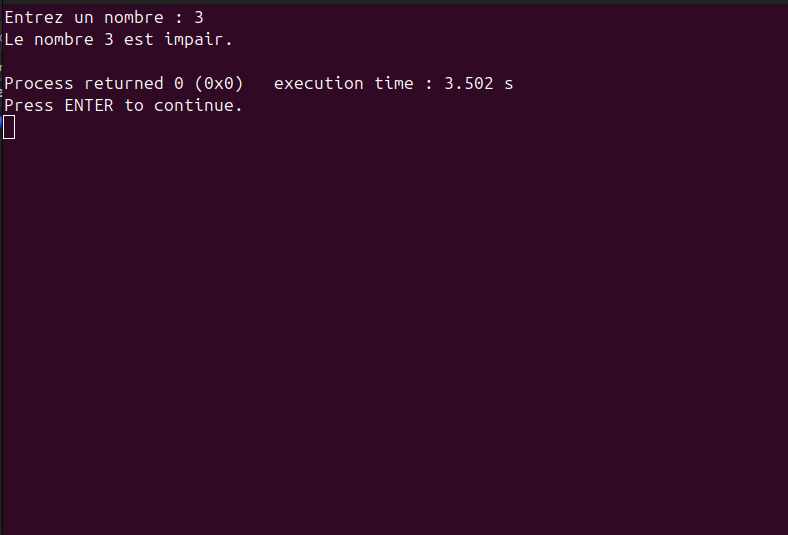 Entrez un nombre : 3
Le nombre 3 est impair.
Process returned 0 (0x0)   execution time : 3.502 s
Press ENTER to continue.